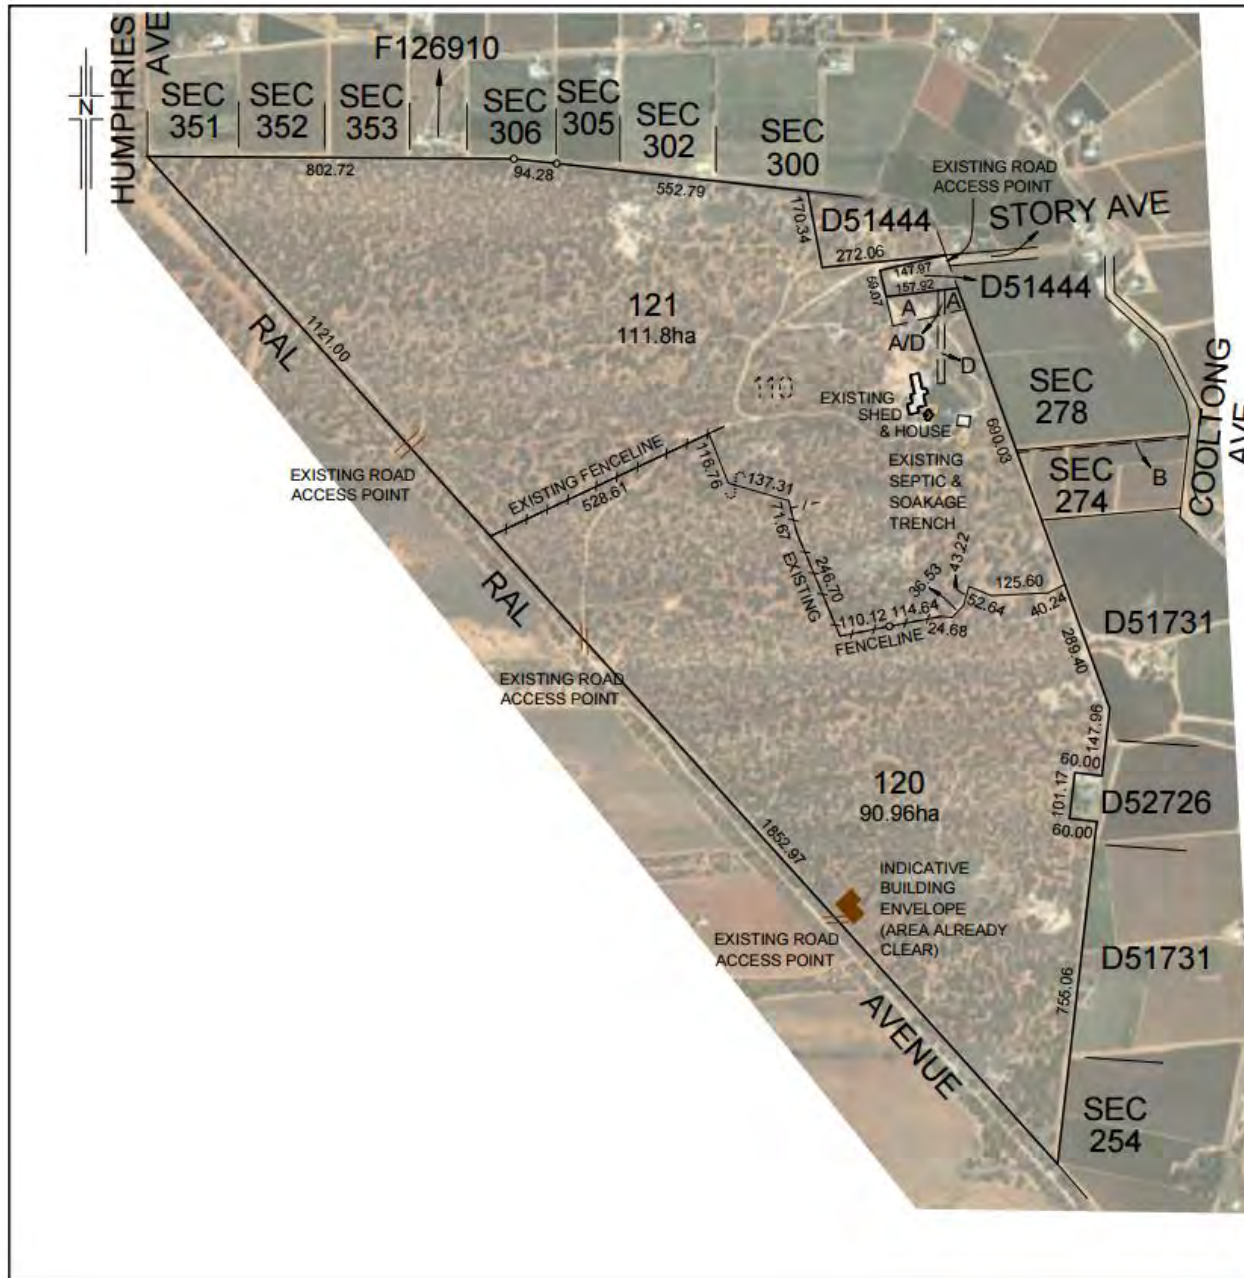 HUMPHRIES
AVE
N
F126910
SEC
351
SEC
352
SEC
353
SEC
306
SEC
305
SEC
302
SEC
300
802.72
94.28
552.79
170.34
EXISTING ROAD
ACCESS POINT
STORY AVE
D51444
272.06
147.97
D51444
59.07
157.92
A
A
A/D
D
121
111.8ha
RAL
1121.00
110
EXISTING
SHED
& HOUSE
SEC
278
COOLTONG
AVE
690.03
EXISTING ROAD
ACCESS POINT
EXISTING FENCELINE
528.61
116.76
137.31
71.67
EXISTING
SEPTIC &
SOAKAGE
TRENCH
SEC
274
B
RAL
EXISTING
246.70
43.22
36.53
125.60
110.12
114.64
52.64
40.24
24.68
FENCELINE
D51731
289.40
EXISTING ROAD
ACCESS POINT
147.96
60.00
101.17
D52726
60.00
120
90.96ha
1852.97
INDICATIVE
BUILDING
ENVELOPE
(AREA ALREADY
CLEAR)
EXISTING ROAD
ACCESS POINT
D51731
755.06
AVENUE
SEC
254